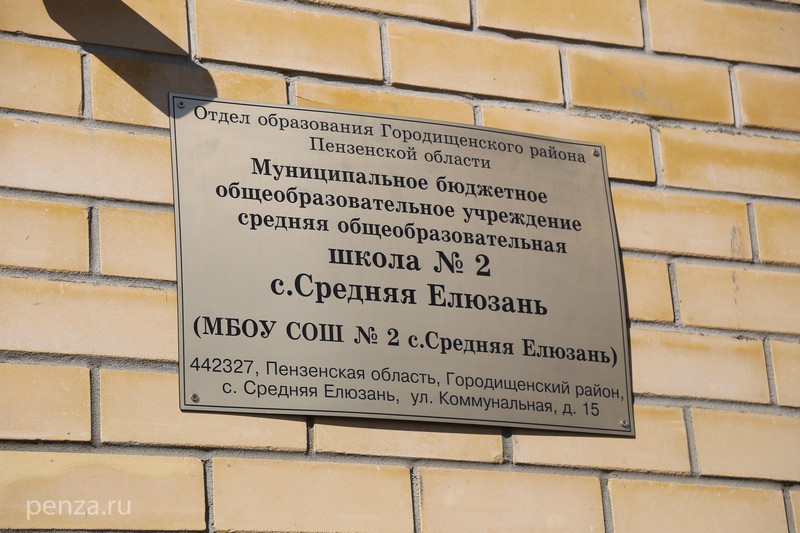 Отдел образования Городищенского района
Пензенской области
Муниципальное бюджетное
общеобразовательное учреждение
средняя общеобразовательная
школа № 2
с.Средняя Елюзань
(МБОУ СОШ № 2 с.Средняя Елюзань)
442327, Пензенская область, Городищенский район,
с. Средняя Елюзань, ул. Коммунальная, д. 15
penza.ru